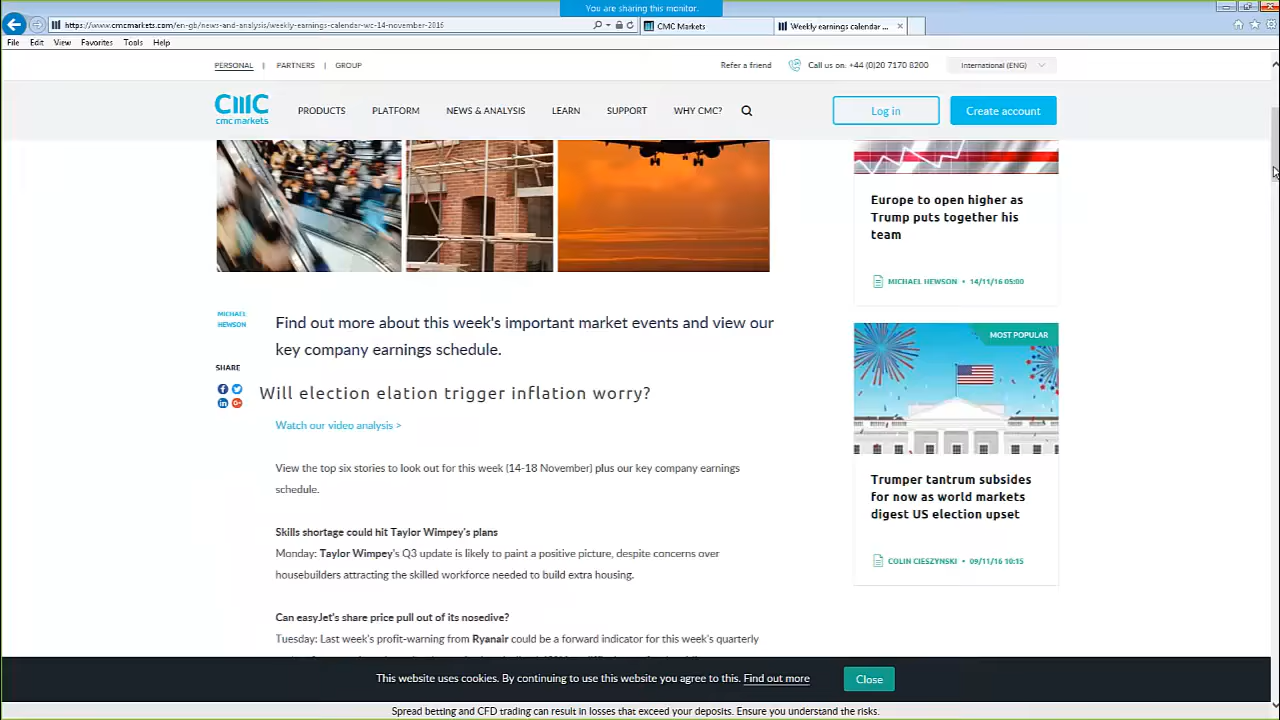 You are sharing this monitor.
https://www.cmcmarkets.com/en-gb/news-and-analysis/weekly-earnings-calendar-wc-14-november-2016
CMC Markets
Weekly earnings calendar ...
File Edit View Favorites Tools Help
PERSONAL | PARTNERS | GROUP
Refer a friend
Call us on: +44 (0)20 7170 8200
International (ENG)
cmc markets
PRODUCTS PLATFORM NEWS & ANALYSIS LEARN SUPPORT WHY CMC?
Log in
Create account
MICHAEL
HEWSON
SHARE
Find out more about this week's important market events and view our
key company earnings schedule.
Will election elation trigger inflation worry?
Watch our video analysis >
View the top six stories to look out for this week (14-18 November) plus our key company earnings
schedule.
Skills shortage could hit Taylor Wimpey's plans
Monday: Taylor Wimpey's Q3 update is likely to paint a positive picture, despite concerns over
housebuilders attracting the skilled workforce needed to build extra housing.
Can easyJet's share price pull out of its nosedive?
Tuesday: Last week's profit-warning from Ryanair could be a forward indicator for this week's quarterly
Europe to open higher as
Trump puts together his
team
MICHAEL HEWSON • 14/11/16 05:00
MOST POPULAR
Trumper tantrum subsides
for now as world markets
digest US election upset
COLIN CIESZYNSKI • 09/11/16 10:15
This website uses cookies. By continuing to use this website you agree to this. Find out more
Close
Spread betting and CFD trading can result in losses that exceed your deposits. Ensure you understand the risks.